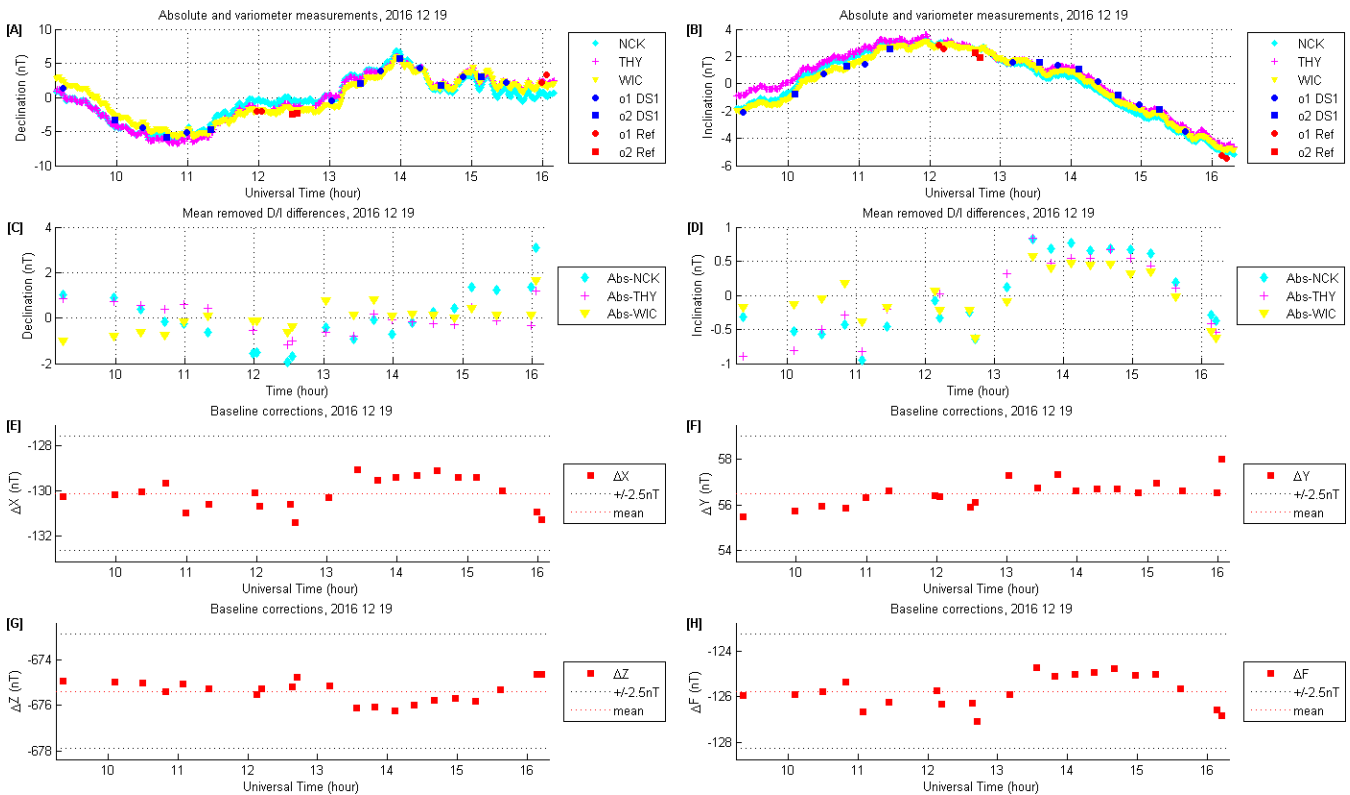 [A]
Absolute and variometer measurements, 2016 12 19
Declination (nT)
10
5
0
-5
-10
10 11 12 13 14 15 16
Universal Time (hour)
NCK
THY
WIC
o1 DS1
o2 DS1
o1 Ref
o2 Ref
[B]
Absolute and variometer measurements, 2016 12 19
Inclination (nT)
4
2
0
-2
-4
-6
10 11 12 13 14 15 16
Universal Time (hour)
NCK
THY
WIC
o1 DS1
o2 DS1
o1 Ref
o2 Ref
[C]
Mean removed D/I differences, 2016 12 19
Declination (nT)
4
2
0
-2
10 11 12 13 14 15 16
Time (hour)
Abs-NCK
Abs-THY
Abs-WIC
[D]
Mean removed D/I differences, 2016 12 19
Inclination (nT)
1
0.5
0
-0.5
-1
10 11 12 13 14 15 16
Time (hour)
Abs-NCK
Abs-THY
Abs-WIC
[E]
Baseline corrections, 2016 12 19
ΔX (nT)
-128
-130
-132
10 11 12 13 14 15 16
Universal Time (hour)
ΔX
+/-2.5nT
mean
[F]
Baseline corrections, 2016 12 19
ΔY (nT)
58
56
54
10 11 12 13 14 15 16
Universal Time (hour)
ΔY
+/-2.5nT
mean
[G]
Baseline corrections, 2016 12 19
ΔZ (nT)
-674
-676
-678
10 11 12 13 14 15 16
Universal Time (hour)
ΔZ
+/-2.5nT
mean
[H]
Baseline corrections, 2016 12 19
ΔF (nT)
-124
-126
-128
10 11 12 13 14 15 16
Universal Time (hour)
ΔF
+/-2.5nT
mean